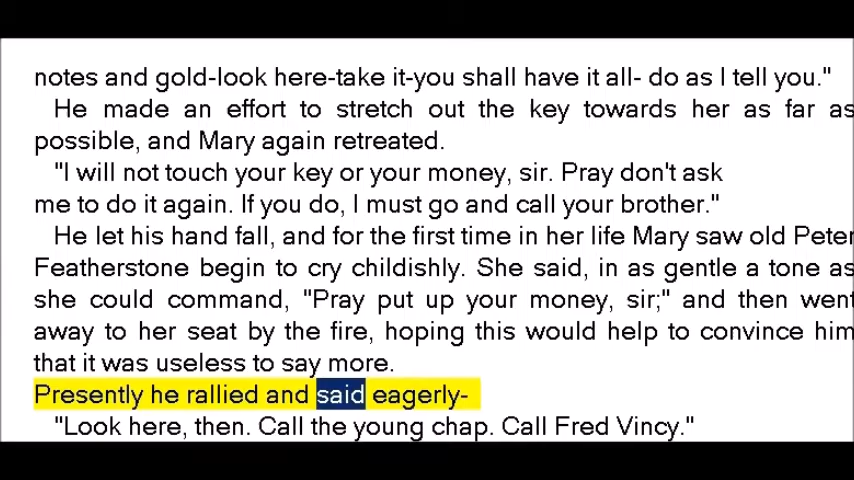 notes and gold-look here-take it-you shall have it all- do as I tell you."
He made an effort to stretch out the key towards her as far as
possible, and Mary again retreated.
"I will not touch your key or your money, sir. Pray don't ask
me to do it again. If you do, I must go and call your brother."
He let his hand fall, and for the first time in her life Mary saw old Peter
Featherstone begin to cry childishly. She said, in as gentle a tone as
she could command, "Pray put up your money, sir;" and then went
away to her seat by the fire, hoping this would help to convince him
that it was useless to say more.
Presently he rallied and said eagerly-
"Look here, then. Call the young chap. Call Fred Vincy."